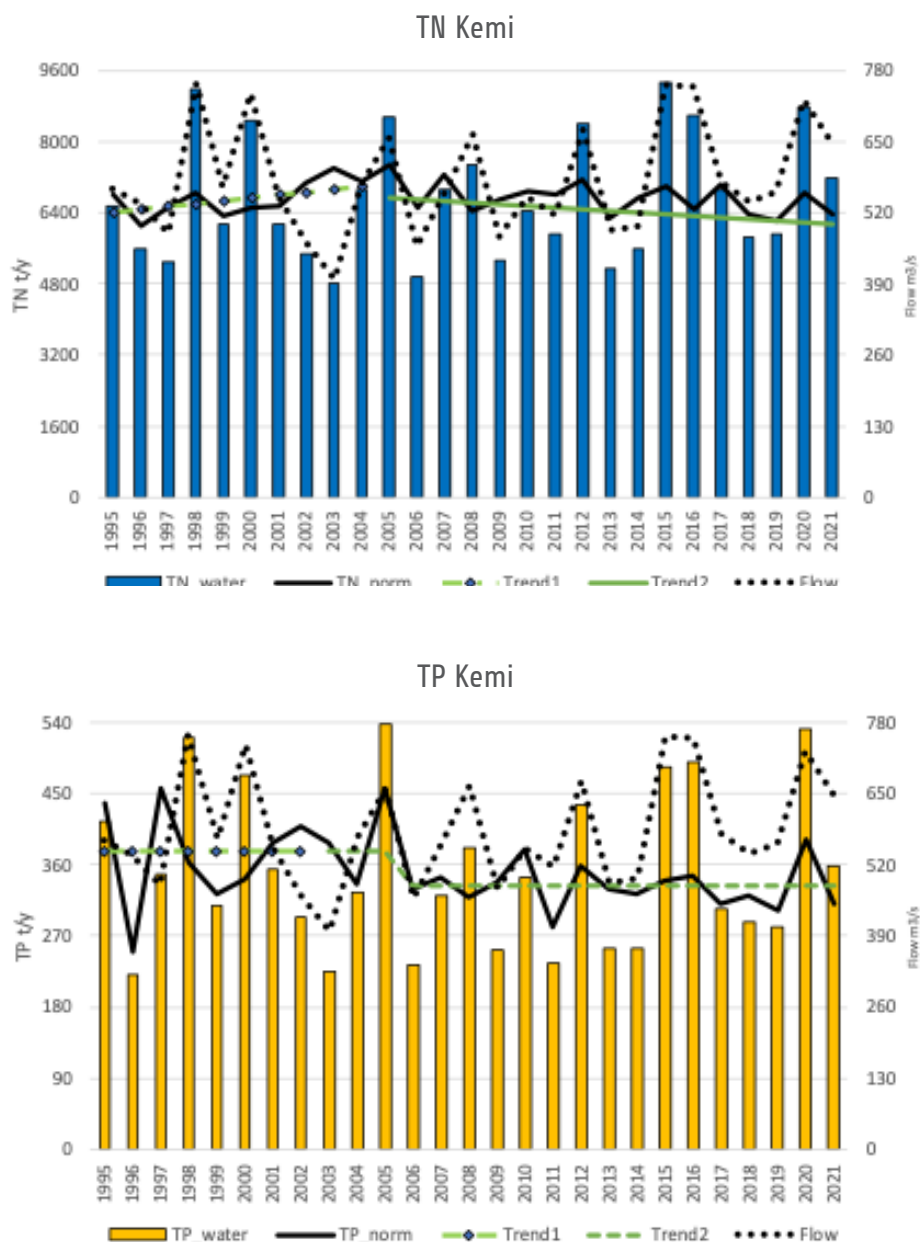 TN Kemi
9600
8000
6400
4800
3200
1600
0
TN t/y
780
650
520
390
260
130
0
Flow m3/s
1995 1996 1997 1998 1999 2000 2001 2002 2003 2004 2005 2006 2007 2008 2009 2010 2011 2012 2013 2014 2015 2016 2017 2018 2019 2020 2021
TN_water TN_norm Trend1 Trend2 Flow
TP Kemi
540
450
360
270
180
90
0
TP t/y
780
650
520
390
260
130
0
Flow m3/s
1995 1996 1997 1998 1999 2000 2001 2002 2003 2004 2005 2006 2007 2008 2009 2010 2011 2012 2013 2014 2015 2016 2017 2018 2019 2020 2021
TP_water TP_norm Trend1 Trend2 Flow